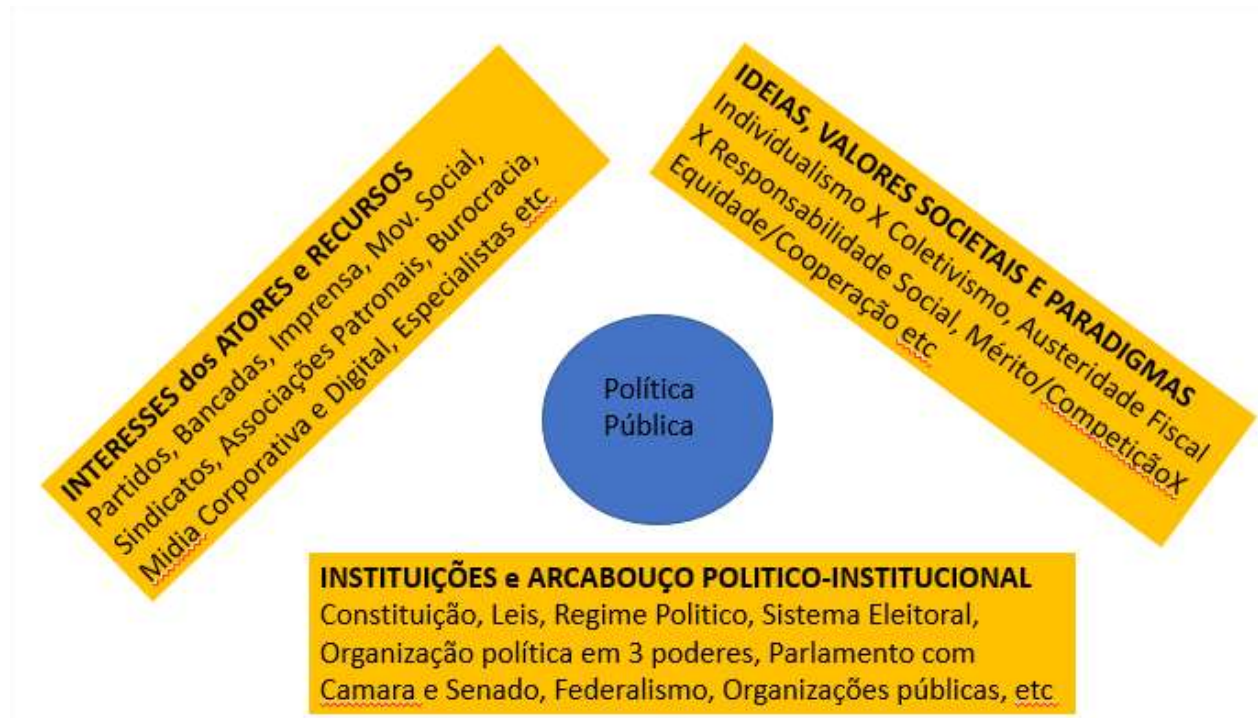 INTERESSES dos ATORES e RECURSOS
Partidos, Bancadas, Imprensa, Mov. Social,
Sindicatos, Associações Patronais, Burocracia,
Midia Corporativa e Digital, Especialistas etc
IDEIAS, VALORES SOCIETAIS E PARADIGMAS
Individualismo X Coletivismo, Austeridade Fiscal
X Responsabilidade Social, Mérito/CompetiçãoX
Equidade/Cooperação etc
Política
Pública
INSTITUIÇÕES e ARCABOUÇO POLITICO-INSTITUCIONAL
Constituição, Leis, Regime Politico, Sistema Eleitoral,
Organização política em 3 poderes, Parlamento com
Camara e Senado, Federalismo, Organizações públicas, etc